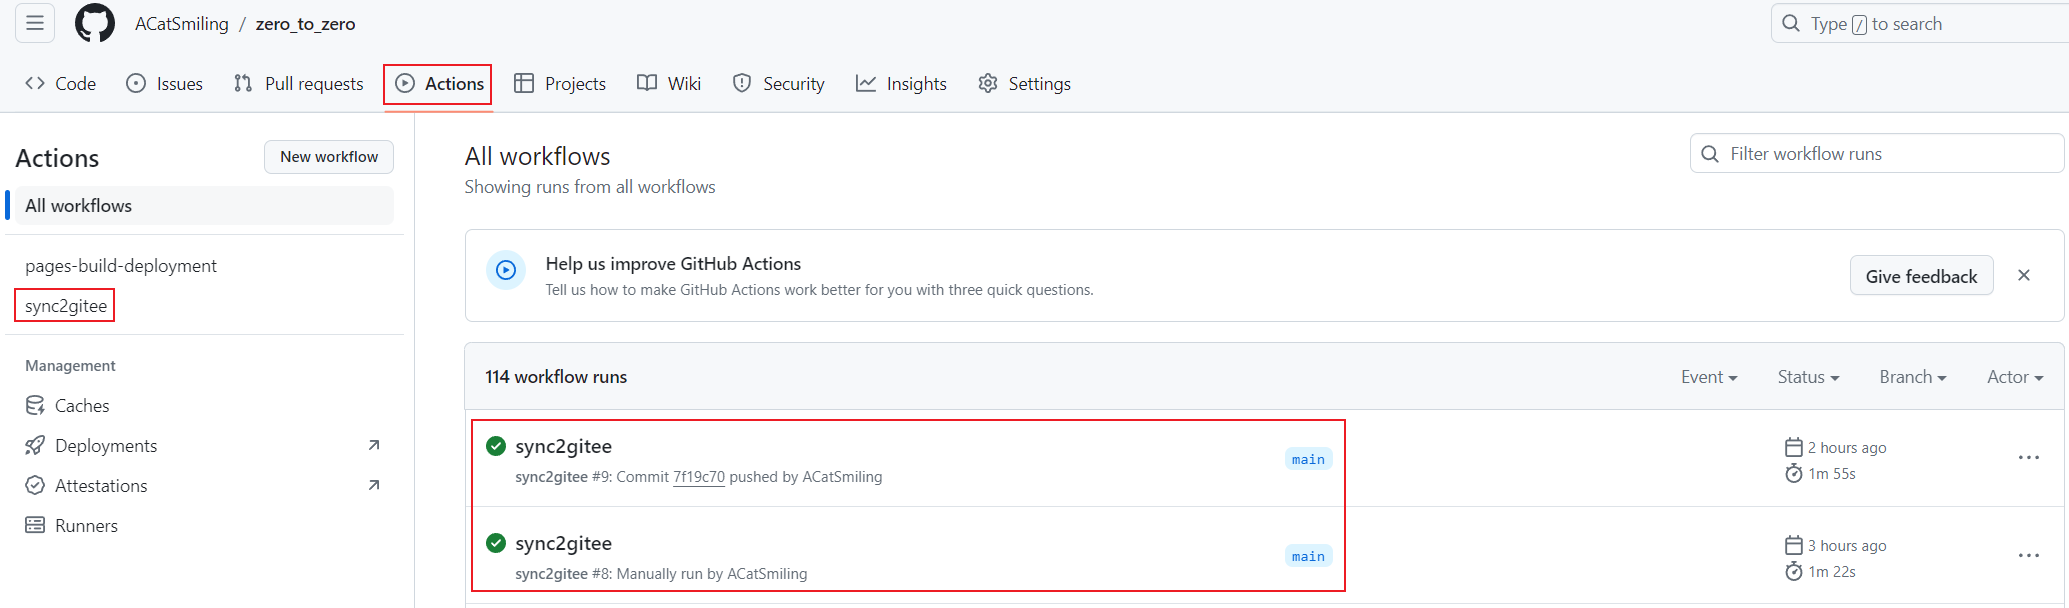 ACatSmiling / zero_to_zero
Type / to search
Code Issues Pull requests Actions Projects Wiki Security Insights Settings
Actions
New workflow
All workflows
pages-build-deployment
sync2gitee
Management
Caches
Deployments
Attestations
Runners
All workflows
Showing runs from all workflows
Filter workflow runs
Help us improve GitHub Actions
Tell us how to make GitHub Actions work better for you with three quick questions.
Give feedback
114 workflow runs
Event Status Branch Actor
sync2gitee
sync2gitee #9: Commit 7f19c70 pushed by ACatSmiling
main
2 hours ago
1m 55s
sync2gitee
sync2gitee #8: Manually run by ACatSmiling
main
3 hours ago
1m 22s